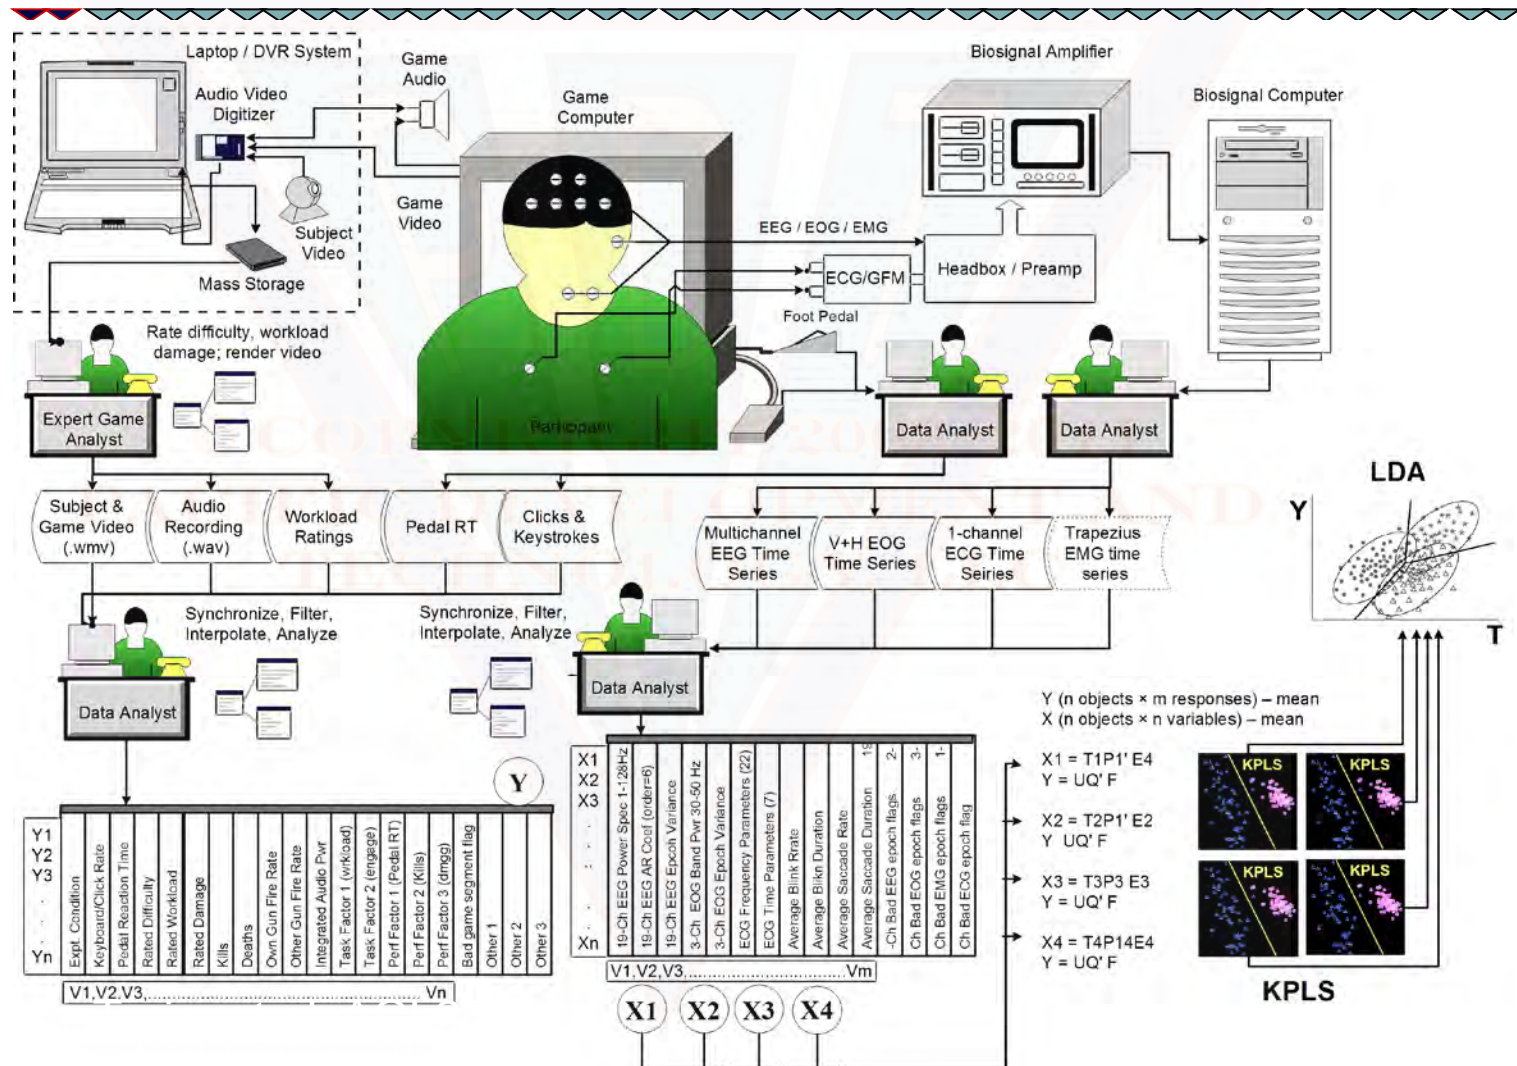 Laptop / DVR System
Audio Video
Digitizer
Subject
Video
Mass Storage
Game
Audio
Game
Video
Game
Computer
Biosignal Amplifier
Biosignal Computer
EEG / EOG / EMG
ECG/GFM
Headbox / Preamp
Foot Pedal
Participant
Rate difficulty, workload
damage; render video
Expert Game
Analyst
Data Analyst
Data Analyst
Subject &
Game Video
(.wmv)
Audio
Recording
(.wav)
Workload
Ratings
Pedal RT
Clicks &
Keystrokes
Multichannel
EEG Time
Series
V+H EOG
Time Series
1-channel
ECG Time
Seiries
Trapezius
EMG time
series
LDA
Y
T
Synchronize, Filter,
Interpolate, Analyze
Synchronize, Filter,
Interpolate, Analyze
Data Analyst
Data Analyst
Y
Y1
Y2
Y3
Yn
Expt. Condition
Keyboard/Click Rate
Pedal Reaction Time
Rated Difficulty
Rated Workload
Rated Damage
Kills
Deaths
Own Gun Fire Rate
Other Gun Fire Rate
Integrated Audio Pwr
Task Factor 1 (wrkload)
Task Factor 2 (engage)
Perf Factor 1 (Pedal RT)
Perf Factor 2 (Kills)
Perf Factor 3 (dmgg)
Bad game segment flag
Other 1
Other 2
Other 3
V1,V2.V3,............................................................ Vn
X1
X2
X3
Xn
19-Ch EEG Power Spec 1-128Hz
19-Ch EEG AR Coef (order=6)
19-Ch EEG Epcoh Variance
3-Ch EOG Band Pwr 30-50 Hz
3-Ch EOG Epoch Variance
ECG Frequency Parameters (22)
ECG Time Parameters (7)
Average Blink Rrate
Average Blikn Duration
Average Saccade Rate
Average Saccade Duration
19
-Ch Bad EEG epoch flags
2-
Ch Bad EOG epoch flags
3-
Ch Bad EMG epoch flags
1-
Ch Bad ECG epoch flag
V1,V2,V3,.....................................Vm
X1
X2
X3
X4
Y (n objects × m responses) – mean
X (n objects × n variables) – mean
X1 = T1P1' E4
Y = UQ' F
X2 = T2P1' E2
Y UQ' F
X3 = T3P3 E3
Y = UQ' F
X4 = T4P14E4
Y = UQ' F
KPLS
KPLS
KPLS
KPLS
KPLS